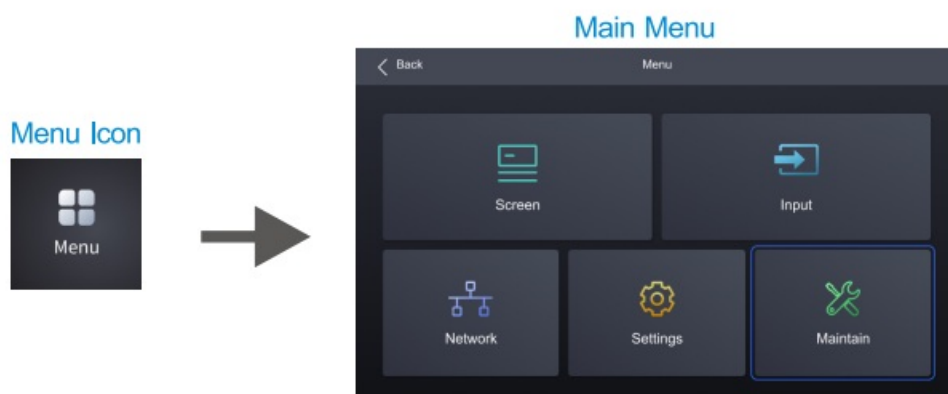 Main Menu
Back
Menu
Menu Icon
Menu
Screen
Input
Network
Settings
Maintain